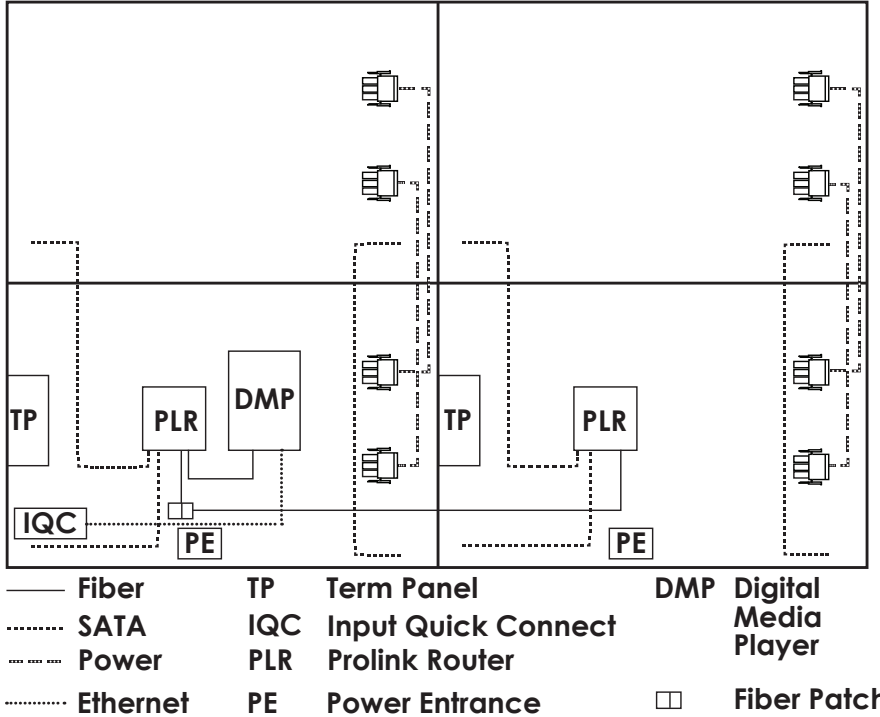 TP
PLR
DMP
TP
PLR
IQC
PE
PE
Fiber TP Term Panel DMP Digital
Media
Player
SATA IQC Input Quick Connect
Power PLR Prolink Router
Ethernet PE Power Entrance Fiber Patch